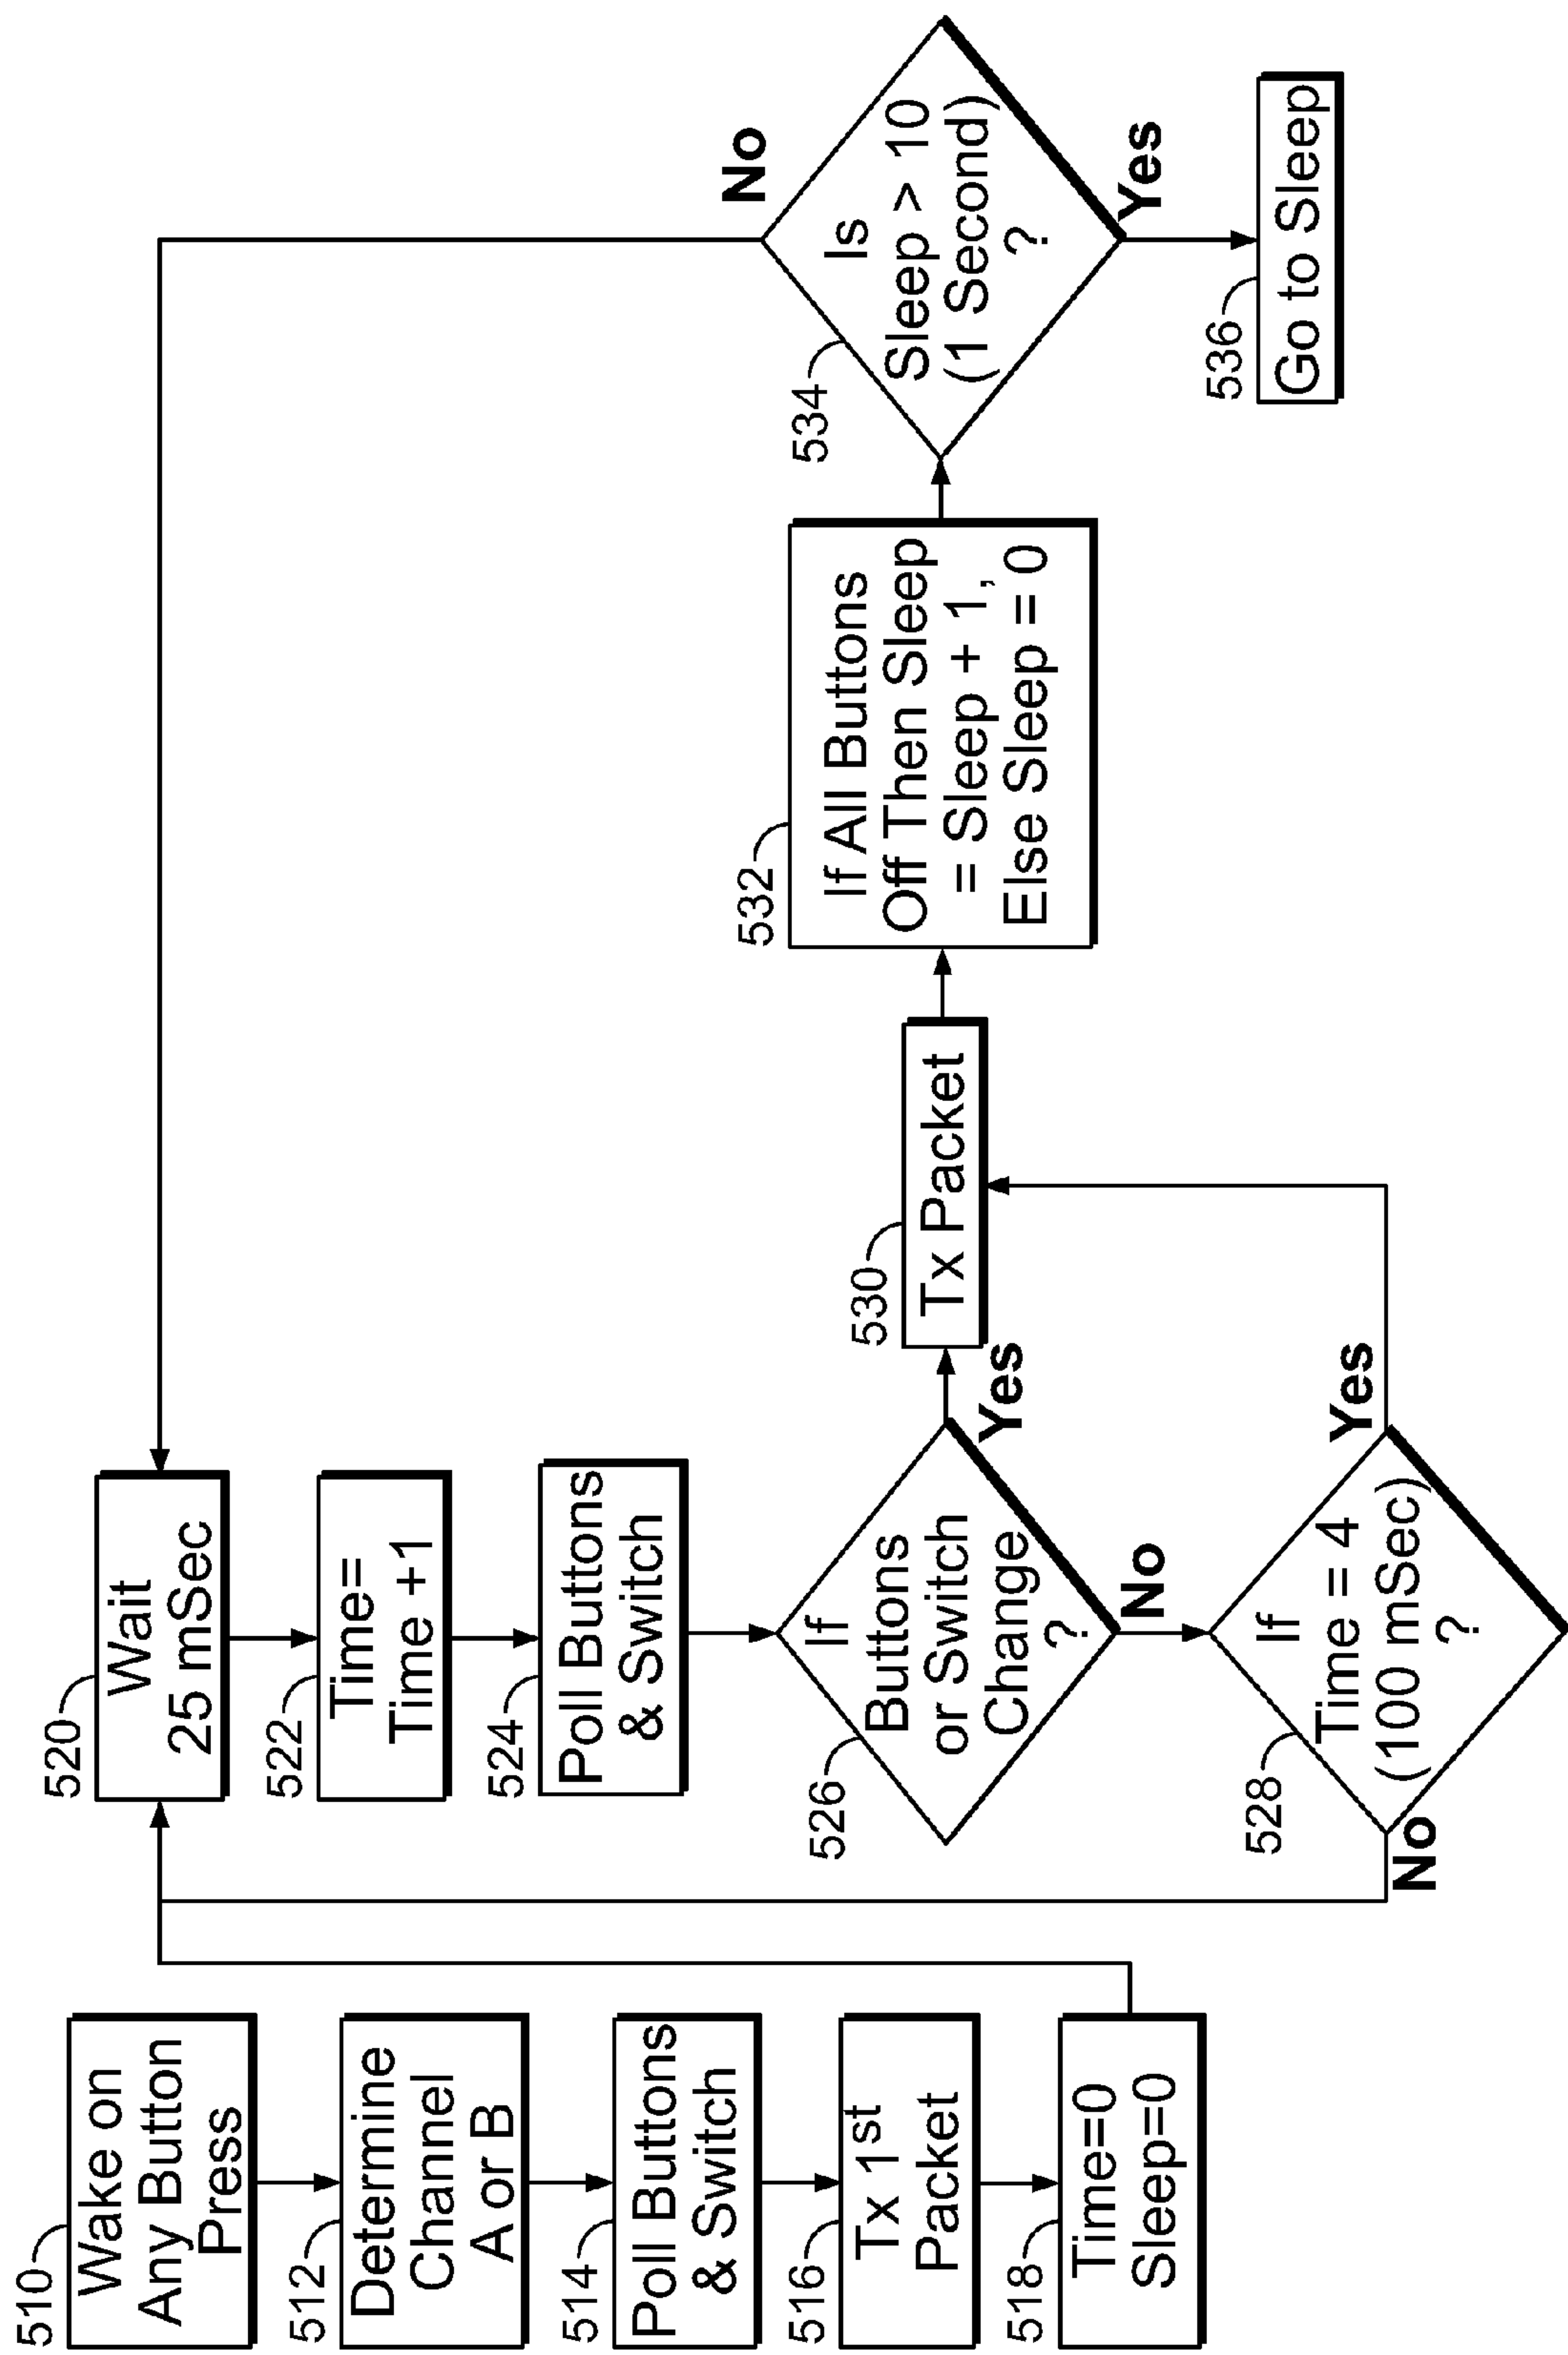 510
Wake on
Any Button
Press
512
Determine
Channel
A or B
514
Poll Buttons
& Switch
516
Tx 1st
Packet
518
Time=0
Sleep=0
520
Wait
25 mSec
522
Time=
Time +1
524
Poll Buttons
& Switch
526
If
Buttons
or Switch
Change
?
Yes
No
528
If
Time = 4
(100 mSec)
?
Yes
No
530
Tx Packet
532
If All Buttons
Off Then Sleep
= Sleep + 1,
Else Sleep = 0
534
Is
Sleep > 10
(1 Second)
?
No
Yes
536
Go to Sleep